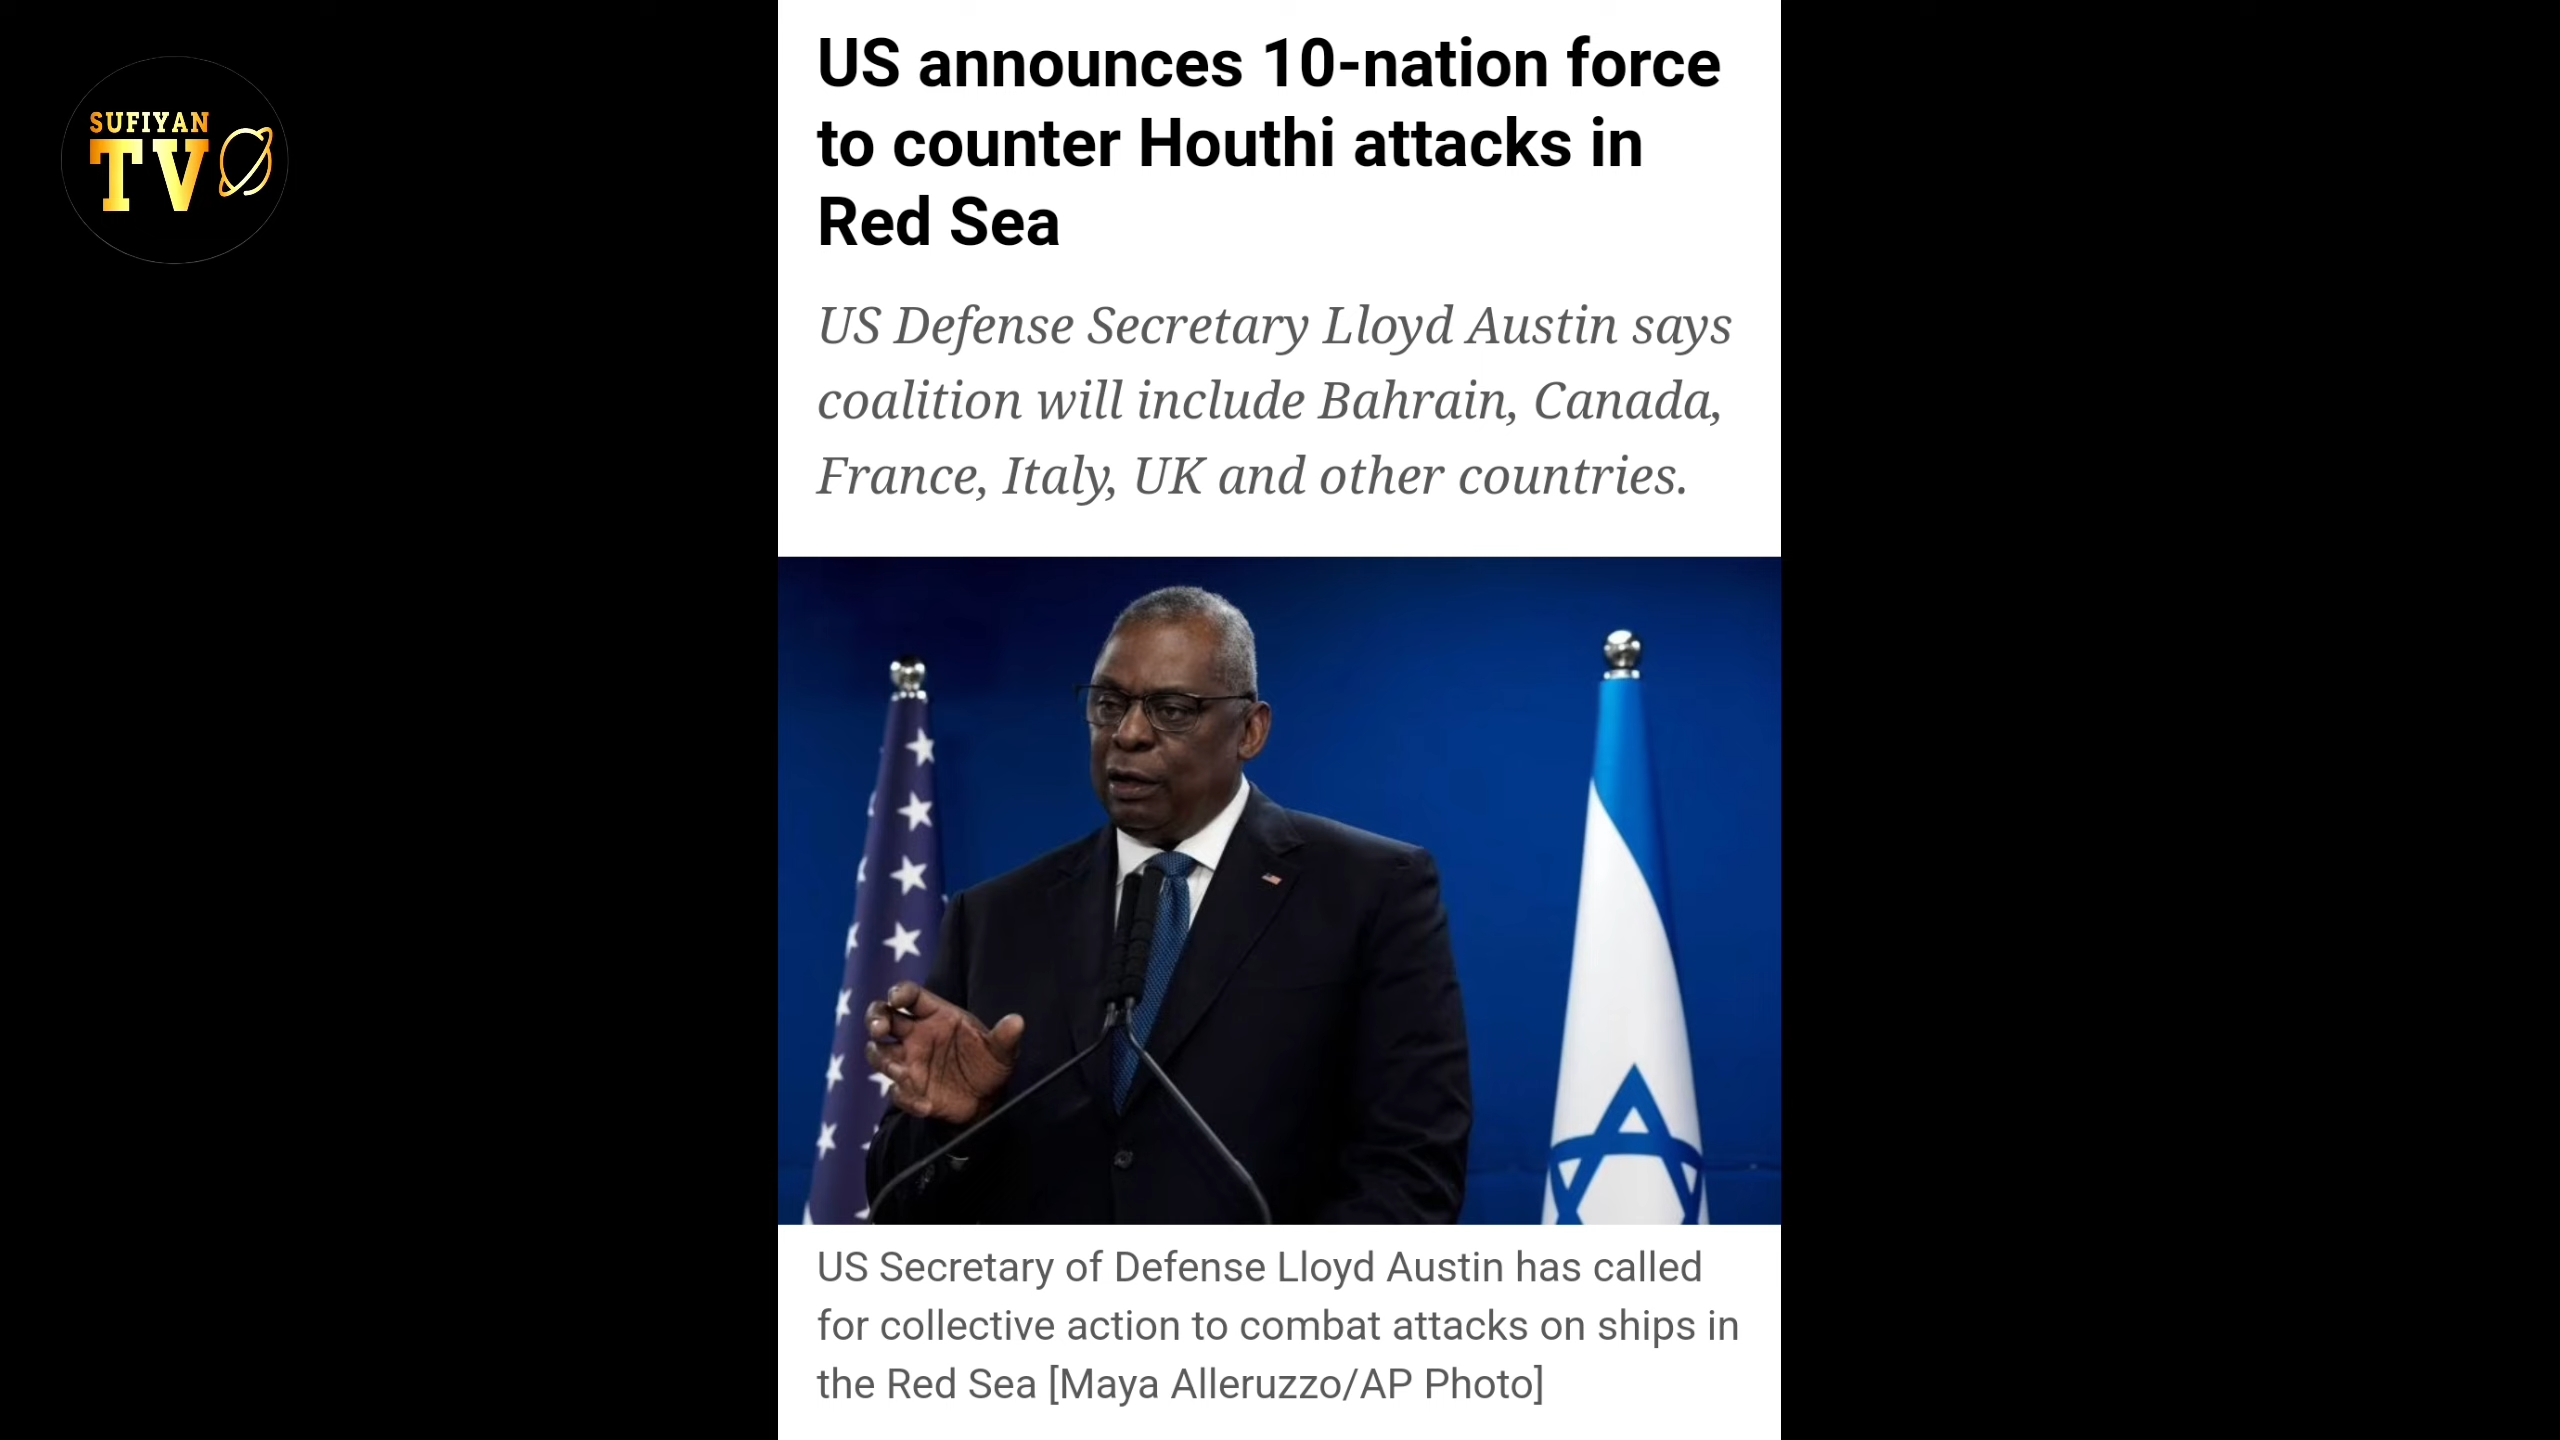 SUFIYAN
TV
US announces 10-nation force
to counter Houthi attacks in
Red Sea
US Defense Secretary Lloyd Austin says
coalition will include Bahrain, Canada,
France, Italy, UK and other countries.
US Secretary of Defense Lloyd Austin has called
for collective action to combat attacks on ships in
the Red Sea [Maya Alleruzzo/AP Photo]